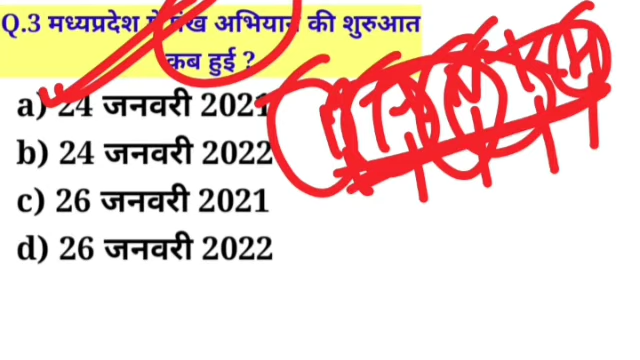 Q.3 मध्यप्रदेश में पंख अभियान की शुरुआत
कब हुई ?
a) 24 जनवरी 2021
b) 24 जनवरी 2022
c) 26 जनवरी 2021
d) 26 जनवरी 2022